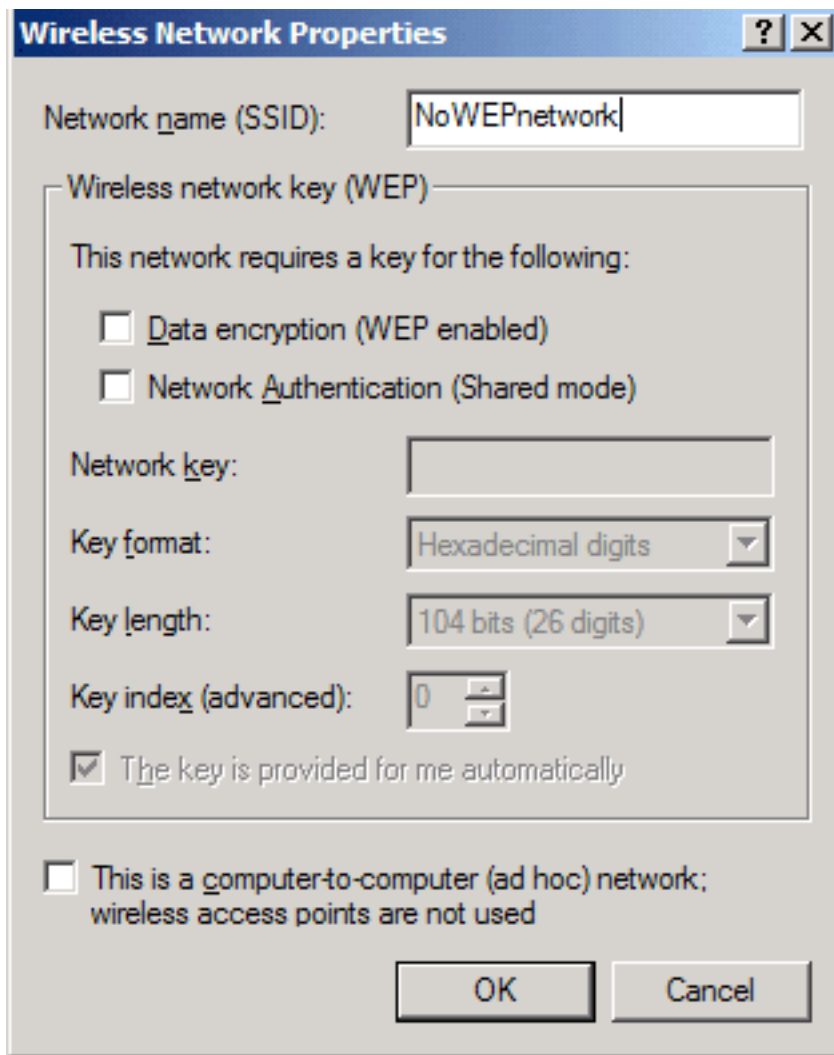 Wireless Network Properties
Network name (SSID): NoWEPnetwork
Wireless network key (WEP)
This network requires a key for the following:
Data encryption (WEP enabled)
Network Authentication (Shared mode)
Network key:
Key format: Hexadecimal digits
Key length: 104 bits (26 digits)
Key index (advanced): 0
The key is provided for me automatically
This is a computer-to-computer (ad hoc) network;
wireless access points are not used
OK Cancel